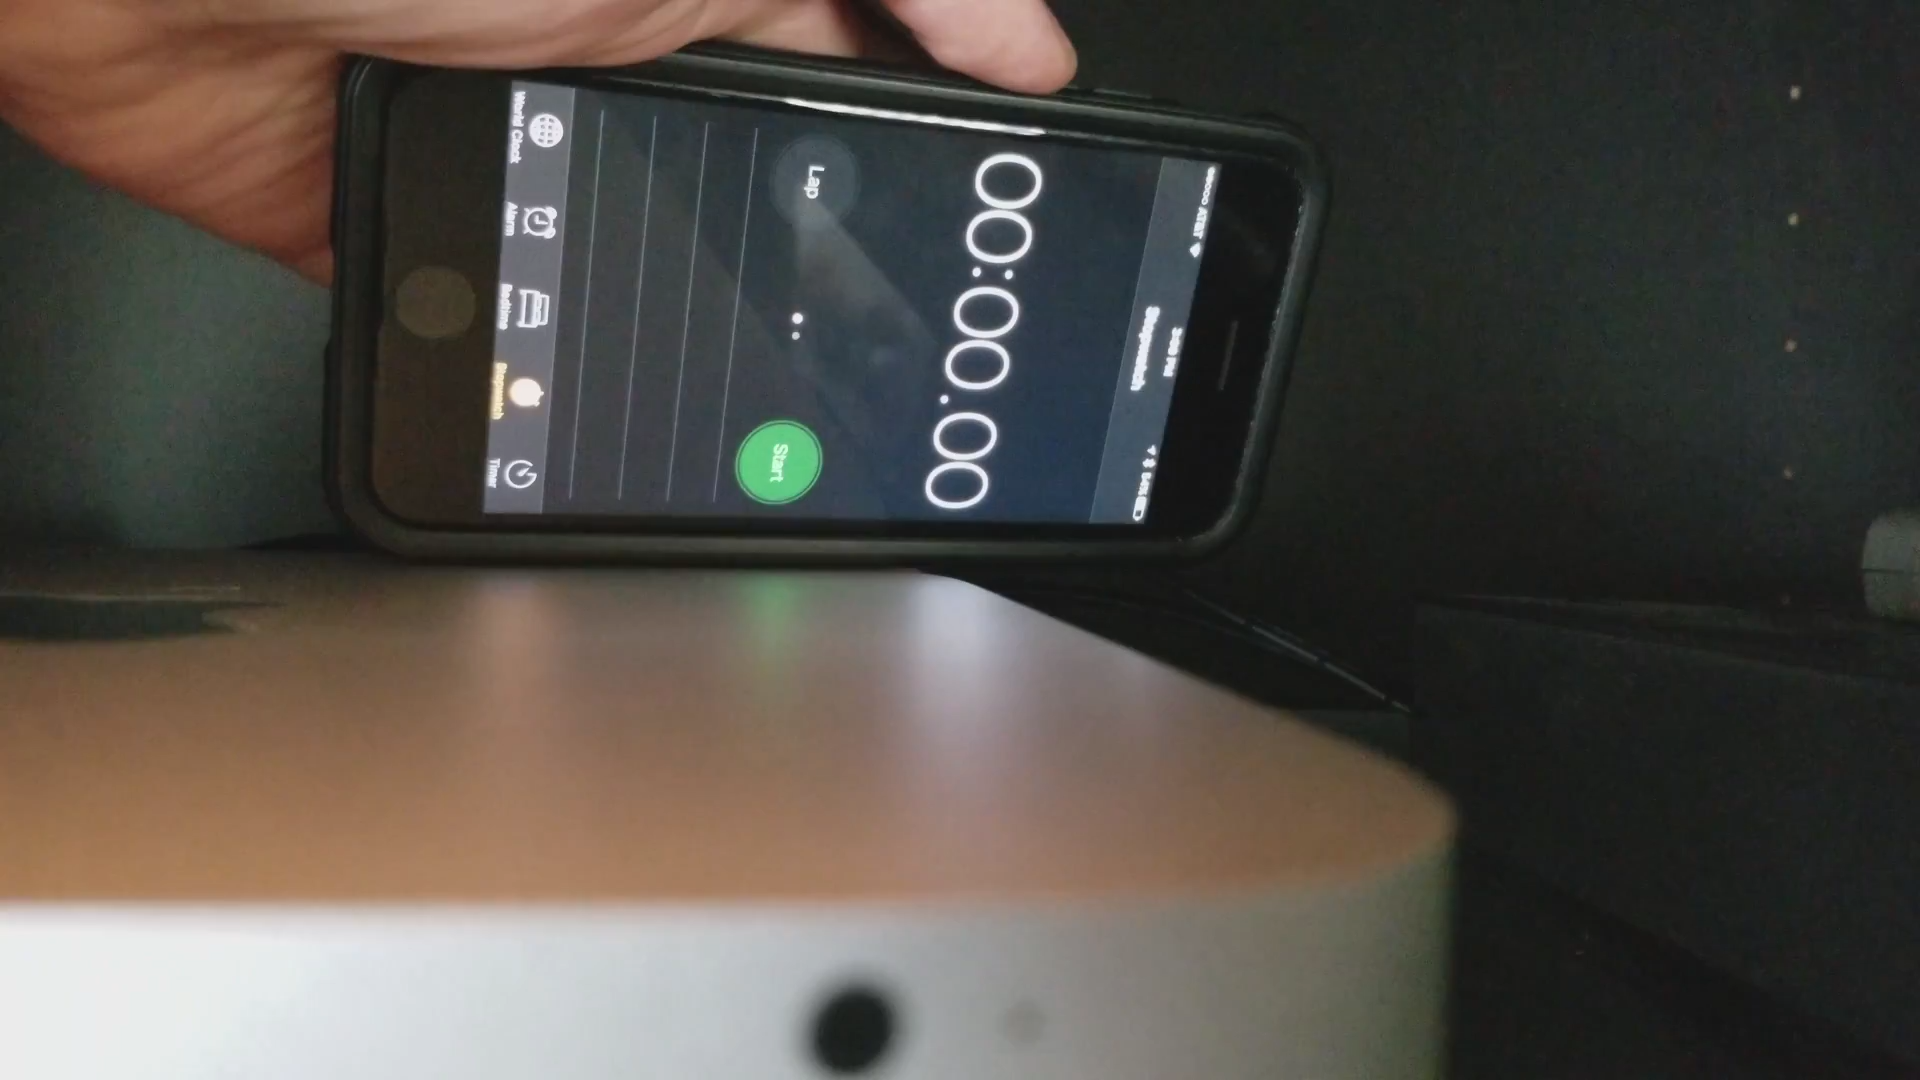 AT&T
Stopwatch
00:00.00
Lap
Start
World Clock
Alarm
Bedtime
Stopwatch
Timer